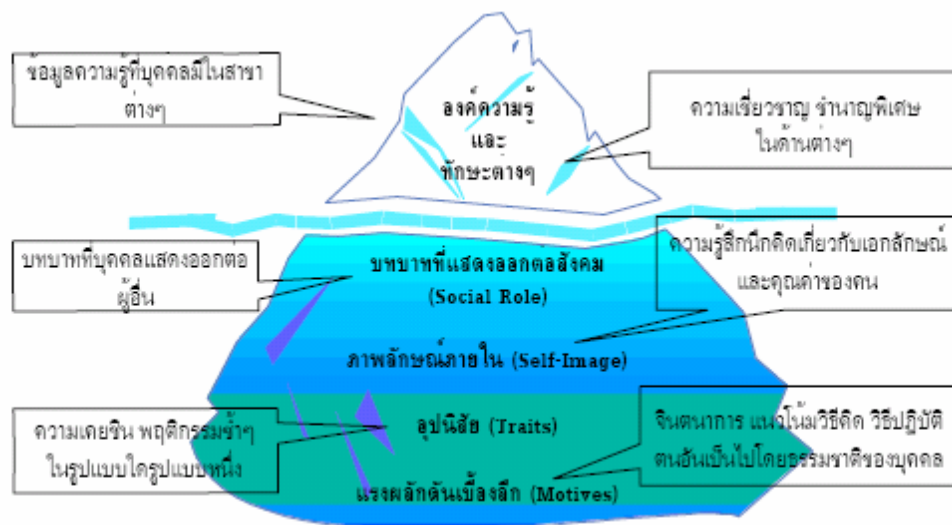 ข้อมูลความรู้ที่บุคคลมีในสาขา
ต่างๆ
องค์ความรู้
และ
ทักษะต่างๆ
ความเชี่ยวชาญ ชำนาญพิเศษ
ในด้านต่างๆ
บทบาทที่บุคคลแสดงออกต่อ
ผู้อื่น
บทบาทที่แสดงออกต่อสังคม
(Social Role)
ความรู้สึกนึกคิดเกี่ยวกับเอกลักษณ์
และคุณค่าของตน
ภาพลักษณ์ภายใน (Self-Image)
ความเคยชิน พฤติกรรมซ้ำๆ
ในรูปแบบใดรูปแบบหนึ่ง
อุปนิสัย (Traits)
จินตนาการ แนวโน้มวิธีคิด วิธีปฏิบัติ
ตนอันเป็นไปโดยธรรมชาติของบุคคล
แรงผลักดันเบื้องลึก (Motives)